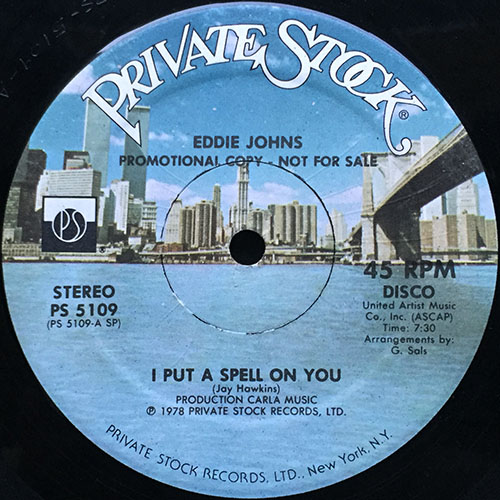 PRIVATE STOCK®
EDDIE JOHNS
PROMOTIONAL COPY - NOT FOR SALE
PS
STEREO
PS 5109
(PS 5109-A SP)
45 RPM
DISCO
United Artist Music
Co., Inc. (ASCAP)
Time: 7:30
Arrangements by:
G. Sals
I PUT A SPELL ON YOU
(Jay Hawkins)
PRODUCTION CARLA MUSIC
℗ 1978 PRIVATE STOCK RECORDS, LTD.
PRIVATE STOCK RECORDS, LTD., New York, N.Y.